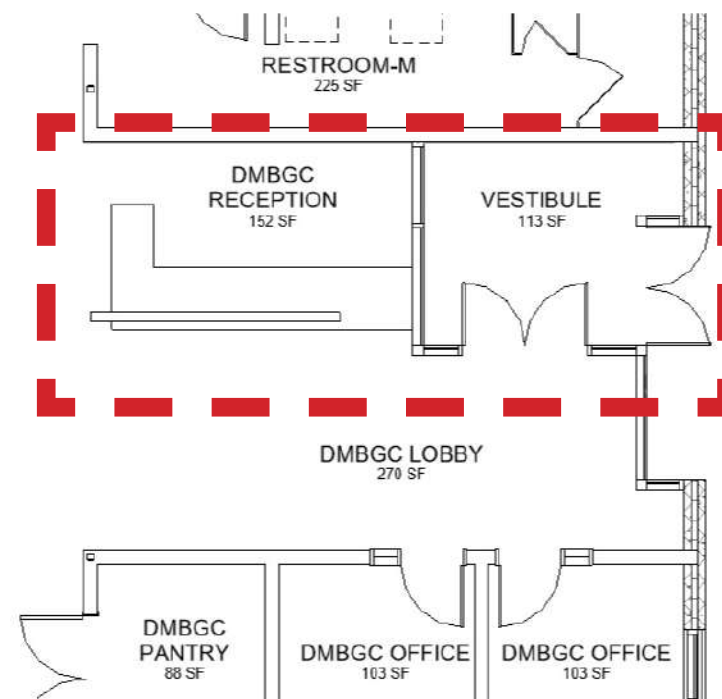 RESTROOM-M
225 SF
DMBGC
RECEPTION
152 SF
VESTIBULE
113 SF
DMBGC LOBBY
270 SF
DMBGC
PANTRY
88 SF
DMBGC OFFICE
103 SF
DMBGC OFFICE
103 SF